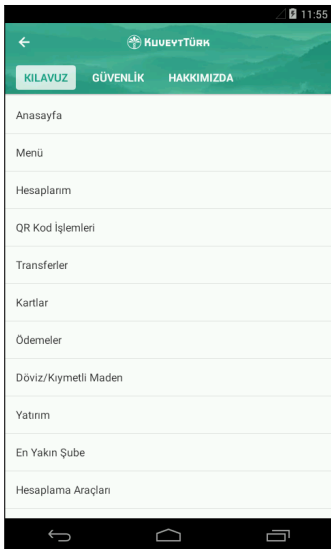 11:55
KUVEYTTÜRK
KILAVUZ GÜVENLİK HAKKIMIZDA
Anasayfa
Menü
Hesaplarım
QR Kod İşlemleri
Transferler
Kartlar
Ödemeler
Döviz/Kıymetli Maden
Yatırım
En Yakın Şube
Hesaplama Araçları